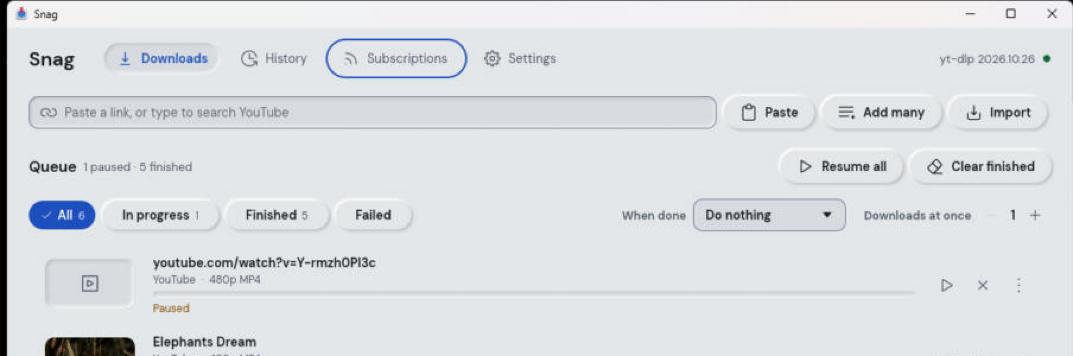 Snag
Snag Downloads History Subscriptions Settings yt-dlp 2026.10.26
Paste a link, or type to search YouTube Paste Add many Import
Queue 1 paused · 5 finished Resume all Clear finished
All 6 In progress 1 Finished 5 Failed When done Do nothing Downloads at once 1
youtube.com/watch?v=Y-rmzh0PI3c
YouTube · 480p MP4
Paused
Elephants Dream